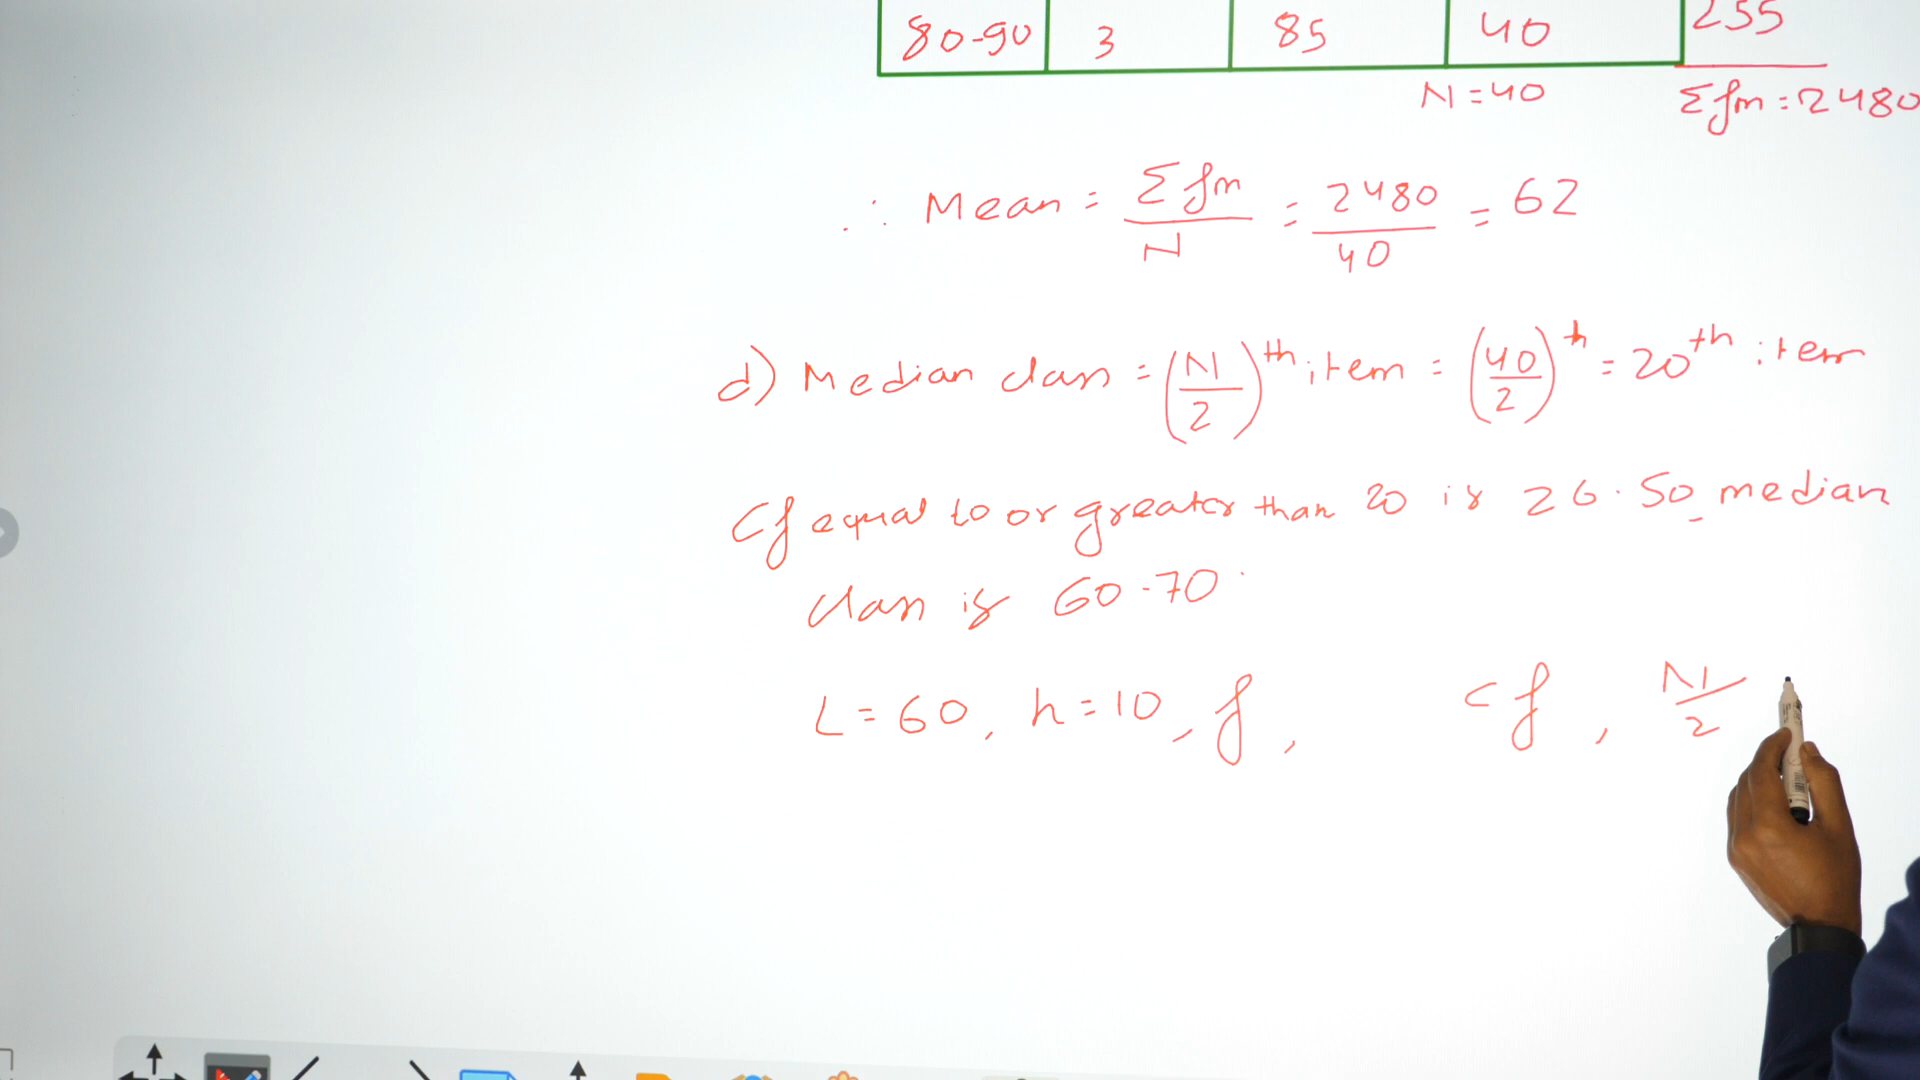 80-90 3 85 40 255
N=40 Σfm=2480
∴ Mean = Σfm/N = 2480/40 = 62
d) Median class = (N/2)th item = (40/2)th = 20th item
Cf equal to or greater than 20 is 26. So, median
class is 60-70.
L=60, h=10, f, cf, N/2